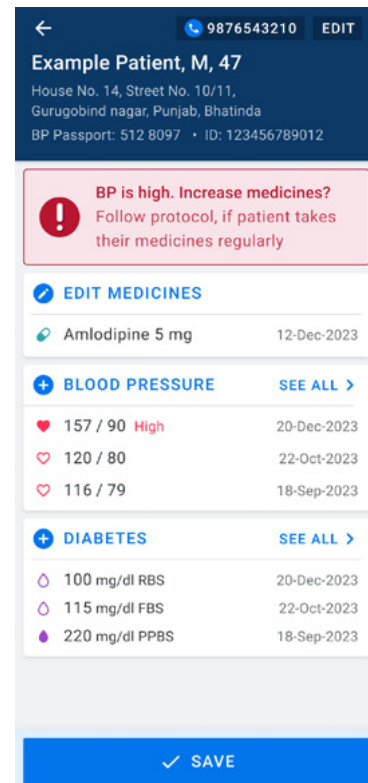 9876543210 EDIT
Example Patient, M, 47
House No. 14, Street No. 10/11,
Gurugobind nagar, Punjab, Bhatinda
BP Passport: 512 8097 • ID: 123456789012
BP is high. Increase medicines?
Follow protocol, if patient takes
their medicines regularly
EDIT MEDICINES
Amlodipine 5 mg 12-Dec-2023
BLOOD PRESSURE SEE ALL >
157 / 90 High 20-Dec-2023
120 / 80 22-Oct-2023
116 / 79 18-Sep-2023
DIABETES SEE ALL >
100 mg/dl RBS 20-Dec-2023
115 mg/dl FBS 22-Oct-2023
220 mg/dl PPBS 18-Sep-2023
SAVE